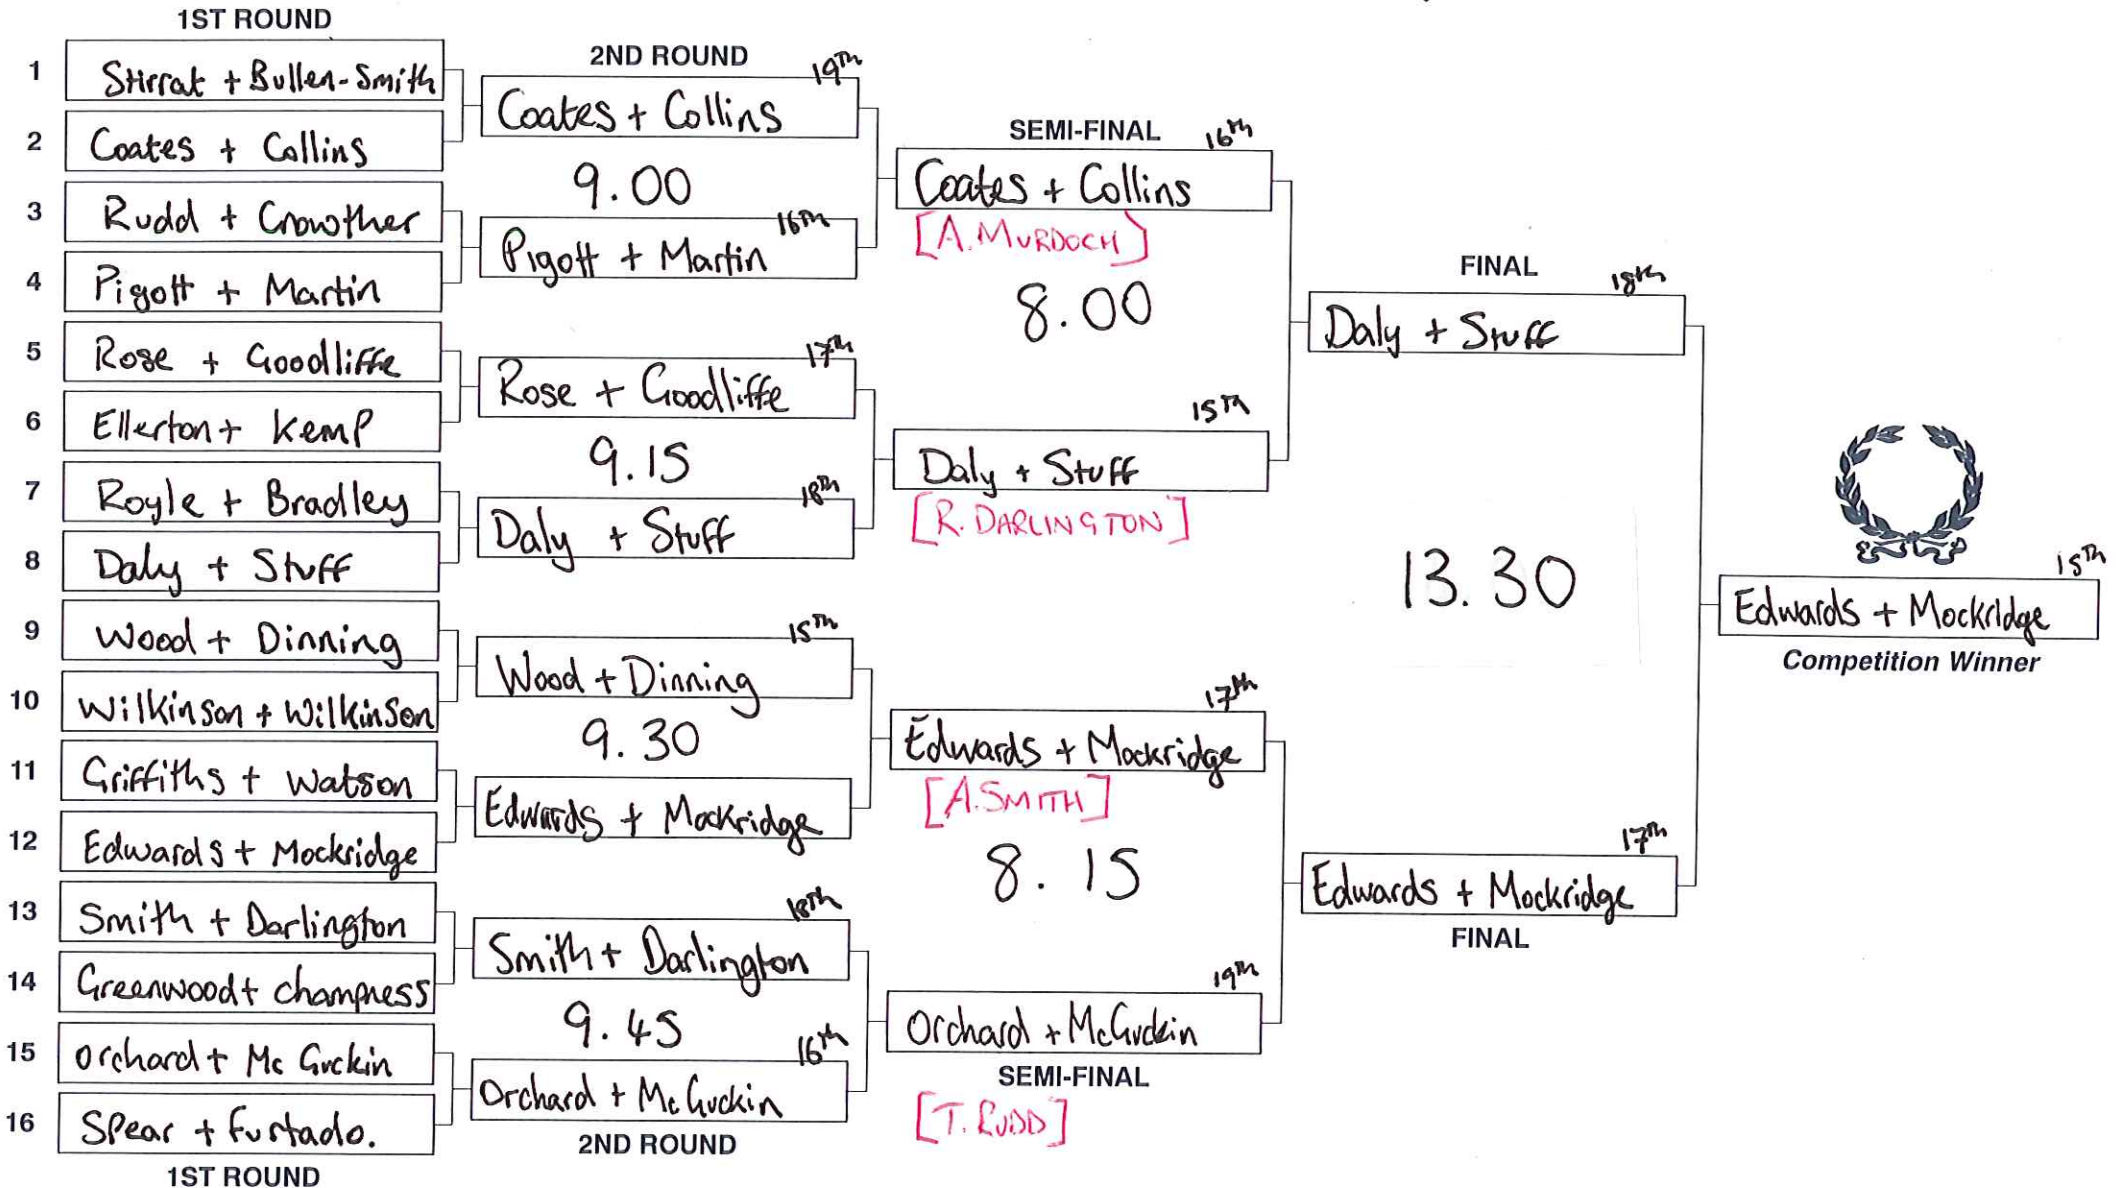 1ST ROUND
1 Stirrat + Bullen-Smith
2 Coates + Collins
3 Rudd + Crowther
4 Pigott + Martin
5 Rose + Goodliffe
6 Ellerton + Kemp
7 Royle + Bradley
8 Daly + Stuff
9 Wood + Dinning
10 Wilkinson + Wilkinson
11 Griffiths + Watson
12 Edwards + Mockridge
13 Smith + Darlington
14 Greenwood + Champness
15 Orchard + McGuckin
16 Spear + Furtado.
1ST ROUND
2ND ROUND
19th
Coates + Collins
9.00
16th
Pigott + Martin
17th
Rose + Goodliffe
9.15
18th
Daly + Stuff
15th
Wood + Dinning
9.30
Edwards + Mockridge
18th
Smith + Darlington
9.45
16th
Orchard + McGuckin
2ND ROUND
SEMI-FINAL
16th
Coates + Collins
[A. MURDOCH]
8.00
15th
Daly + Stuff
[R. DARLINGTON]
17th
Edwards + Mockridge
[A. SMITH]
8.15
19th
Orchard + McGuckin
SEMI-FINAL
[T. RUDD]
FINAL
18th
Daly + Stuff
13.30
17th
Edwards + Mockridge
FINAL
15th
Edwards + Mockridge
Competition Winner